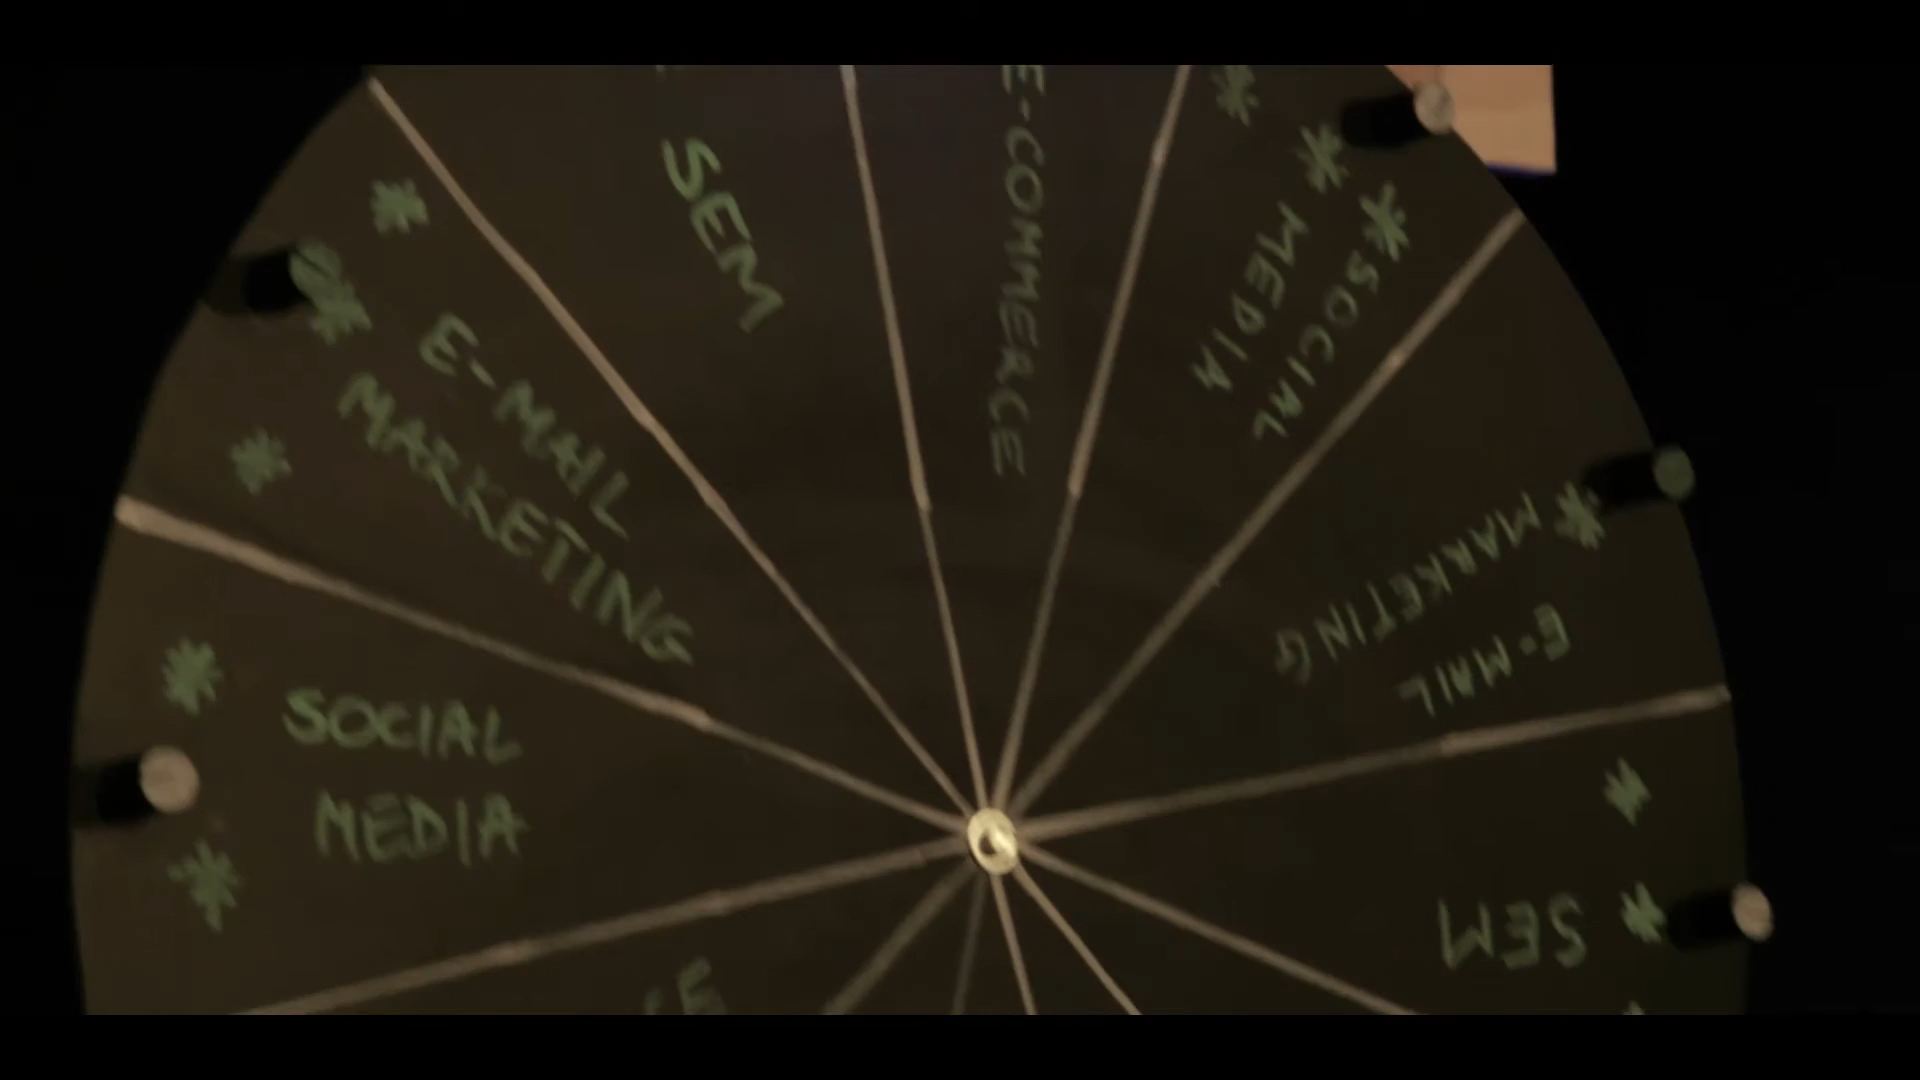 SEM
E-COMMERCE
* SOCIAL
* MEDIA
E-MAIL
MARKETING
SOCIAL
MEDIA
E-MAIL
MARKETING *
SEM *